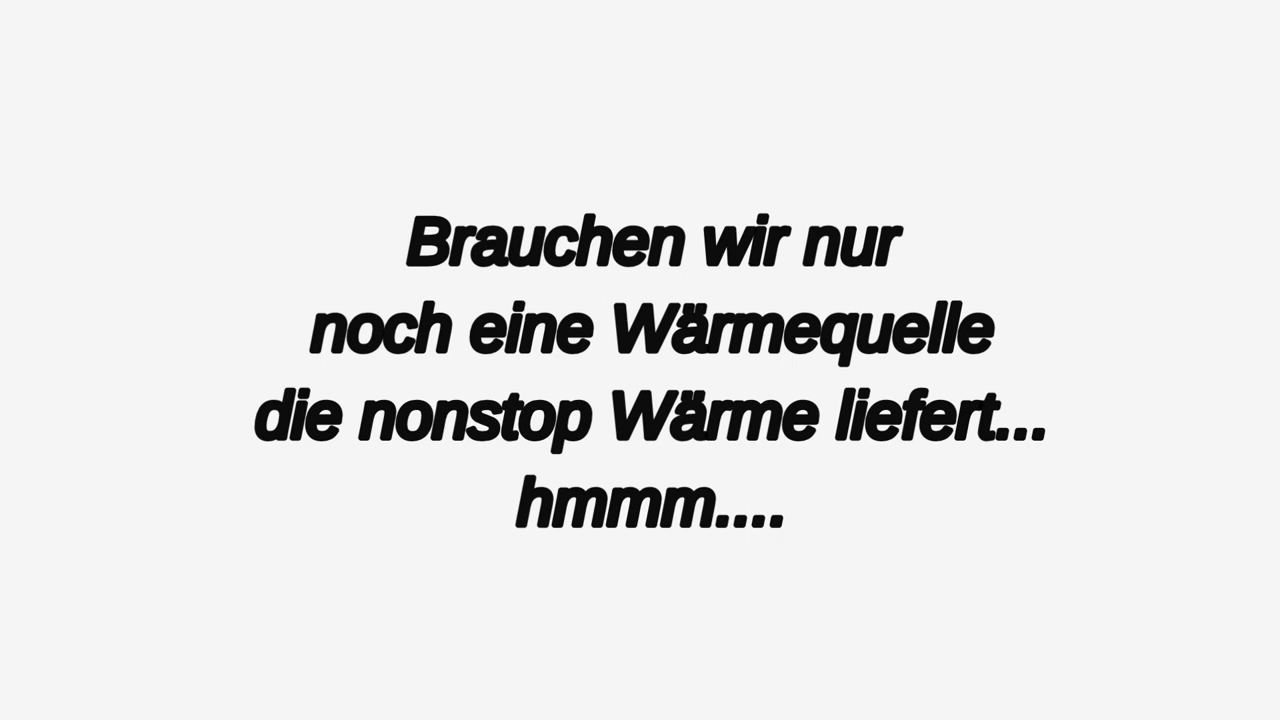 Brauchen wir nur
noch eine Wärmequelle
die nonstop Wärme liefert...
hmmm....